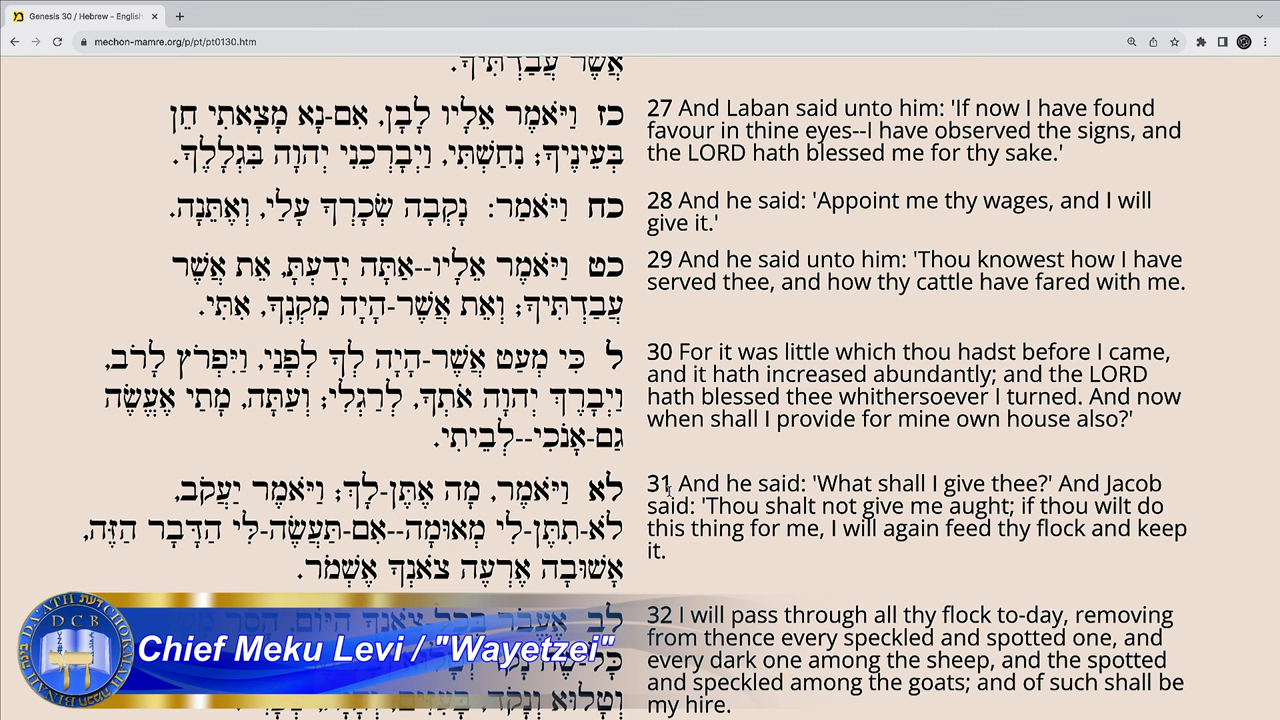 Genesis 30 / Hebrew - English
mechon-mamre.org/p/pt/pt0130.htm
אֲשֶׁר עֲבַדְתִּיךָ.
כז וַיֹּאמֶר אֵלָיו לָבָן, אִם-נָא מָצָאתִי חֵן
בְּעֵינֶיךָ; נִחַשְׁתִּי, וַיְבָרְכֵנִי יְהוָה בִּגְלָלֶךָ.
27 And Laban said unto him: 'If now I have found
favour in thine eyes--I have observed the signs, and
the LORD hath blessed me for thy sake.'
כח וַיֹּאמַר: נָקְבָה שְׂכָרְךָ עָלַי, וְאֶתֵּנָה.
28 And he said: 'Appoint me thy wages, and I will
give it.'
כט וַיֹּאמֶר אֵלָיו--אַתָּה יָדַעְתָּ, אֵת אֲשֶׁר
עֲבַדְתִּיךָ; וְאֵת אֲשֶׁר-הָיָה מִקְנְךָ, אִתִּי.
29 And he said unto him: 'Thou knowest how I have
served thee, and how thy cattle have fared with me.
ל כִּי מְעַט אֲשֶׁר-הָיָה לְךָ לְפָנַי, וַיִּפְרֹץ לָרֹב,
וַיְבָרֶךְ יְהוָה אֹתְךָ, לְרַגְלִי; וְעַתָּה, מָתַי אֶעֱשֶׂה
גַם-אָנֹכִי--לְבֵיתִי.
30 For it was little which thou hadst before I came,
and it hath increased abundantly; and the LORD
hath blessed thee whithersoever I turned. And now
when shall I provide for mine own house also?'
לא וַיֹּאמֶר, מָה אֶתֶּן-לָךְ; וַיֹּאמֶר יַעֲקֹב,
לֹא-תִתֶּן-לִי מְאוּמָה--אִם-תַּעֲשֶׂה-לִּי הַדָּבָר הַזֶּה,
אָשׁוּבָה אֶרְעֶה צֹאנְךָ אֶשְׁמֹר.
31 And he said: 'What shall I give thee?' And Jacob
said: 'Thou shalt not give me aught; if thou wilt do
this thing for me, I will again feed thy flock and keep
it.
לב אֶעֱבֹר בְּכָל-צֹאנְךָ הַיּוֹם, הָסֵר
32 I will pass through all thy flock to-day, removing
from thence every speckled and spotted one, and
every dark one among the sheep, and the spotted
and speckled among the goats; and of such shall be
my hire.
DCB
Chief Meku Levi / "Wayetzei"